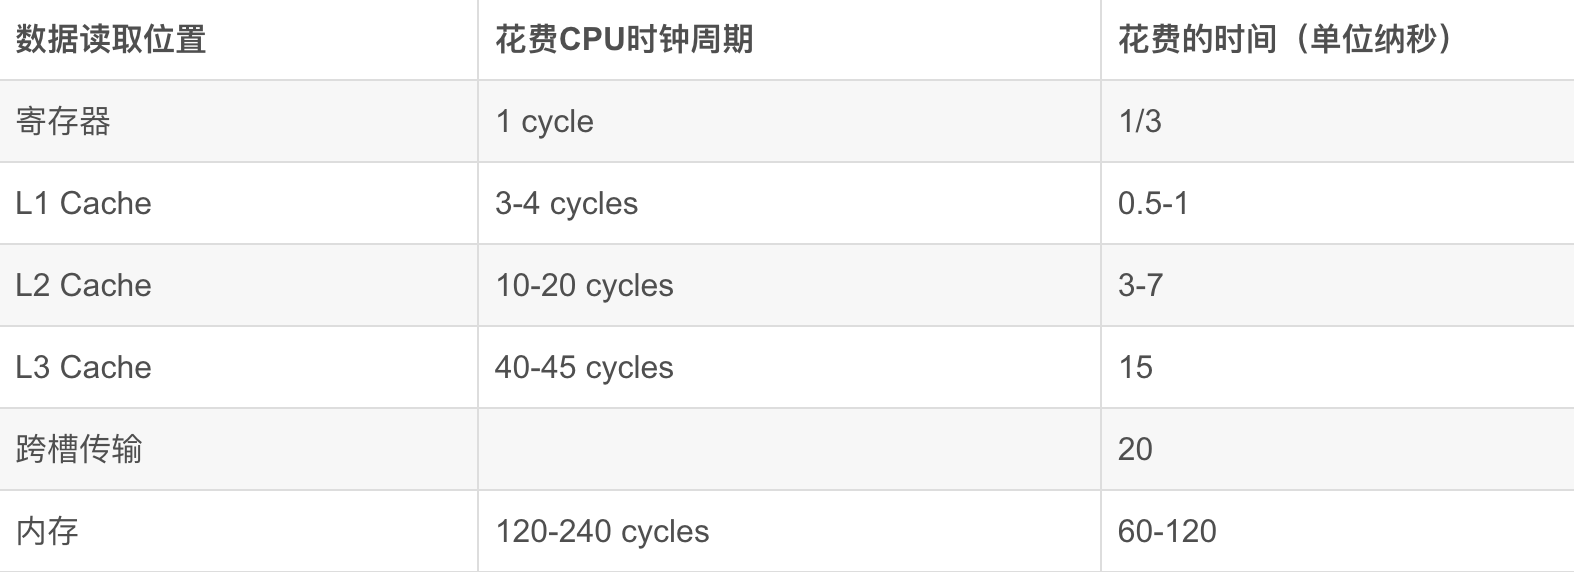 数据读取位置 花费CPU时钟周期 花费的时间（单位纳秒）
寄存器 1 cycle 1/3
L1 Cache 3-4 cycles 0.5-1
L2 Cache 10-20 cycles 3-7
L3 Cache 40-45 cycles 15
跨槽传输 20
内存 120-240 cycles 60-120